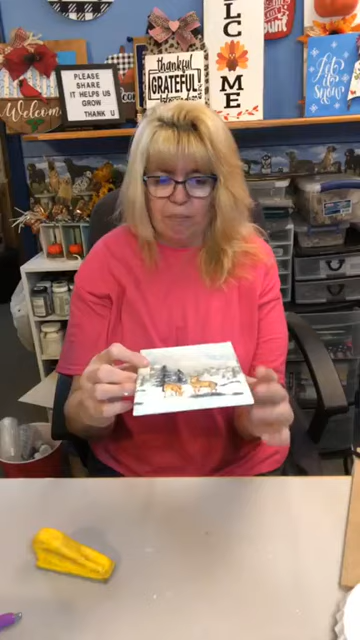 Welcome
PLEASE
SHARE
IT HELPS US
GROW
THANK U
thankful
GRATEFUL
L
C
O
M
E
Let it
Snow